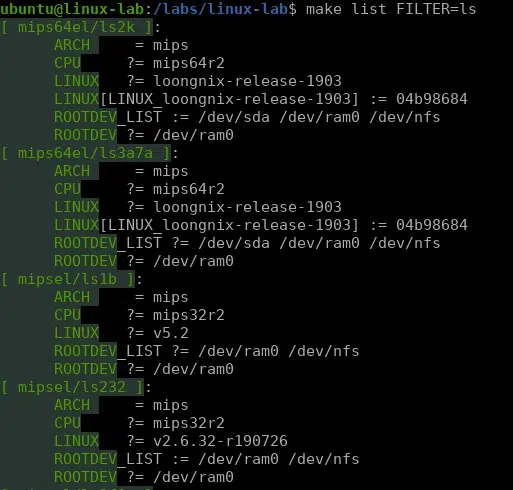 ubuntu@linux-lab:/labs/linux-lab$ make list FILTER=ls
[ mips64el/ls2k ]:
      ARCH     = mips
      CPU     ?= mips64r2
      LINUX   ?= loongnix-release-1903
      LINUX[LINUX_loongnix-release-1903] := 04b98684
      ROOTDEV_LIST := /dev/sda /dev/ram0 /dev/nfs
      ROOTDEV ?= /dev/ram0
[ mips64el/ls3a7a ]:
      ARCH     = mips
      CPU     ?= mips64r2
      LINUX   ?= loongnix-release-1903
      LINUX[LINUX_loongnix-release-1903] := 04b98684
      ROOTDEV_LIST ?= /dev/sda /dev/ram0 /dev/nfs
      ROOTDEV ?= /dev/ram0
[ mipsel/ls1b ]:
      ARCH     = mips
      CPU     ?= mips32r2
      LINUX   ?= v5.2
      ROOTDEV_LIST ?= /dev/ram0 /dev/nfs
      ROOTDEV ?= /dev/ram0
[ mipsel/ls232 ]:
      ARCH     = mips
      CPU     ?= mips32r2
      LINUX   ?= v2.6.32-r190726
      ROOTDEV_LIST := /dev/ram0 /dev/nfs
      ROOTDEV ?= /dev/ram0